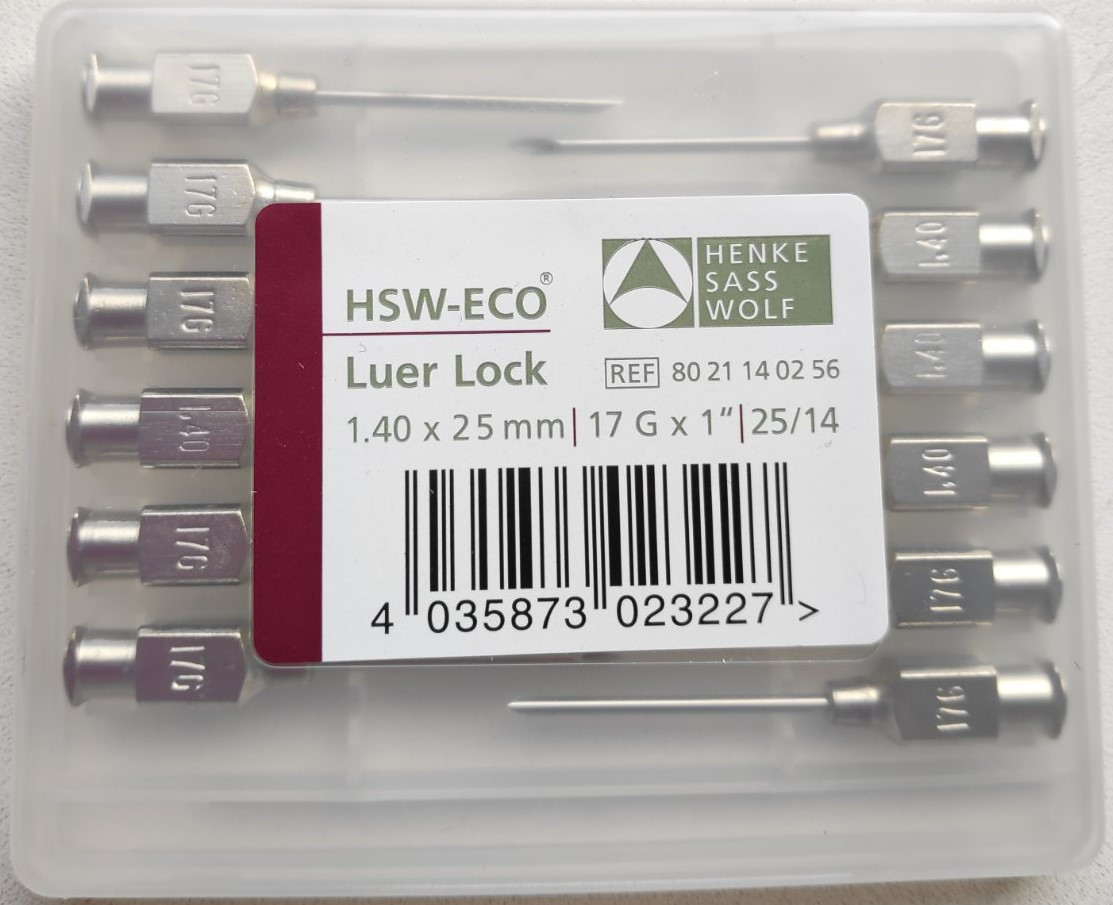 17G
17G
17G
1.40
17G
17G
HSW-ECO®
Luer Lock
1.40 x 25 mm | 17 G x 1“ | 25/14
HENKE
SASS
WOLF
REF 80 21 14 02 56
4 035873 023227 >
17G
1.40
1.40
1.40
17G
17G